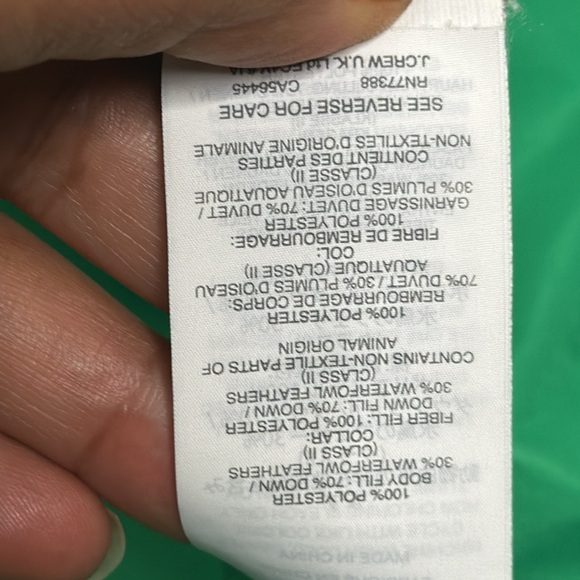 100% POLYESTER
BODY FILL: 70% DOWN /
30% WATERFOWL FEATHERS
(CLASS II)
COLLAR:
FIBER FILL: 100% POLYESTER
DOWN FILL: 70% DOWN /
30% WATERFOWL FEATHERS
(CLASS II)
CONTAINS NON-TEXTILE PARTS OF
ANIMAL ORIGIN
100% POLYESTER
REMBOURRAGE DE CORPS:
70% DUVET / 30% PLUMES D'OISEAU
AQUATIQUE (CLASSE II)
COL:
FIBRE DE REMBOURRAGE:
100% POLYESTER
GARNISSAGE DUVET: 70% DUVET /
30% PLUMES D'OISEAU AQUATIQUE
(CLASSE II)
CONTIENT DES PARTIES
NON-TEXTILES D'ORIGINE ANIMALE
SEE REVERSE FOR CARE
RN77388 CA56445
J.CREW U.K. Ltd